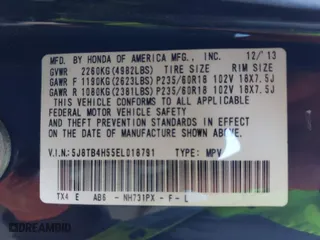 MFD. BY HONDA OF AMERICA MFG., INC. 12/13
GVWR 2260KG(4982LBS) TIRE SIZE RIM SIZE
GAWR F 1190KG(2623LBS) P235/60R18 102V 18X7.5J
GAWR R 1080KG(2381LBS) P235/60R18 102V 18X7.5J
THIS VEHICLE CONFORMS TO ALL APPLICABLE
FEDERAL MOTOR VEHICLE SAFETY AND
THEFT PREVENTION STANDARDS IN EFFECT ON
THE DATE OF MANUFACTURE SHOWN ABOVE.
V.I.N.: 5J8TB4H55EL018791 TYPE: MPV
TX4 E AB6 - NH731PX - F - L
DREAMBID